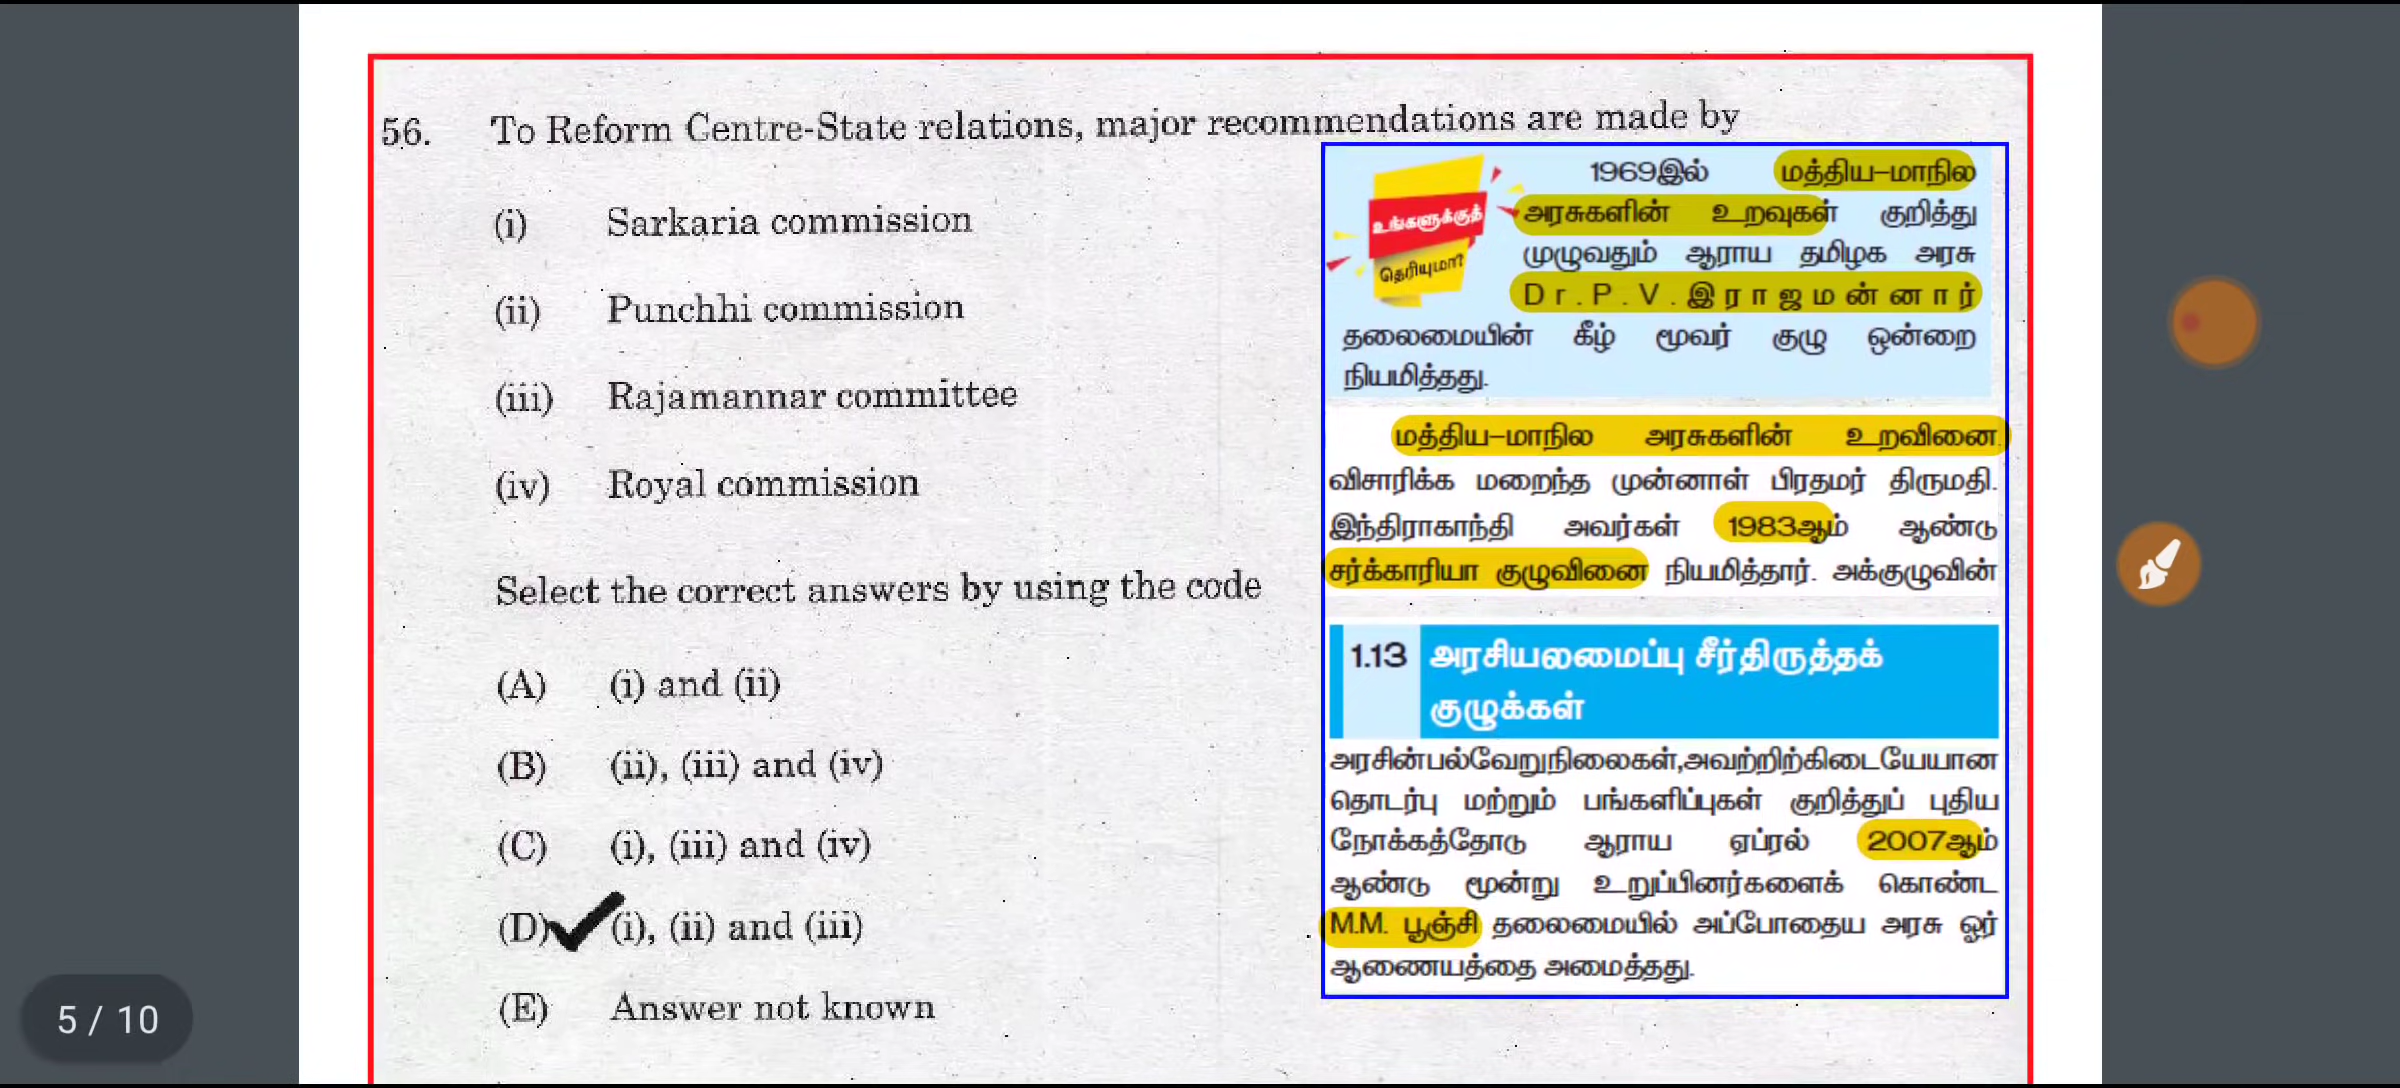 56. To Reform Centre-State relations, major recommendations are made by
(i) Sarkaria commission
(ii) Punchhi commission
(iii) Rajamannar committee
(iv) Royal commission
Select the correct answers by using the code
(A) (i) and (ii)
(B) (ii), (iii) and (iv)
(C) (i), (iii) and (iv)
(D) (i), (ii) and (iii)
(E) Answer not known
உங்களுக்குத்
தெரியுமா?
1969இல் மத்திய–மாநில
அரசுகளின் உறவுகள் குறித்து
முழுவதும் ஆராய தமிழக அரசு
Dr.P.V.இராஜமன்னார்
தலைமையின் கீழ் மூவர் குழு ஒன்றை
நியமித்தது.
மத்திய–மாநில அரசுகளின் உறவினை
விசாரிக்க மறைந்த முன்னாள் பிரதமர் திருமதி.
இந்திராகாந்தி அவர்கள் 1983ஆம் ஆண்டு
சர்க்காரியா குழுவினை நியமித்தார். அக்குழுவின்
1.13 அரசியலமைப்பு சீர்திருத்தக்
குழுக்கள்
அரசின்பல்வேறுநிலைகள்,அவற்றிற்கிடையேயான
தொடர்பு மற்றும் பங்களிப்புகள் குறித்துப் புதிய
நோக்கத்தோடு ஆராய ஏப்ரல் 2007ஆம்
ஆண்டு மூன்று உறுப்பினர்களைக் கொண்ட
M.M. பூஞ்சி தலைமையில் அப்போதைய அரசு ஓர்
ஆணையத்தை அமைத்தது.
5 / 10